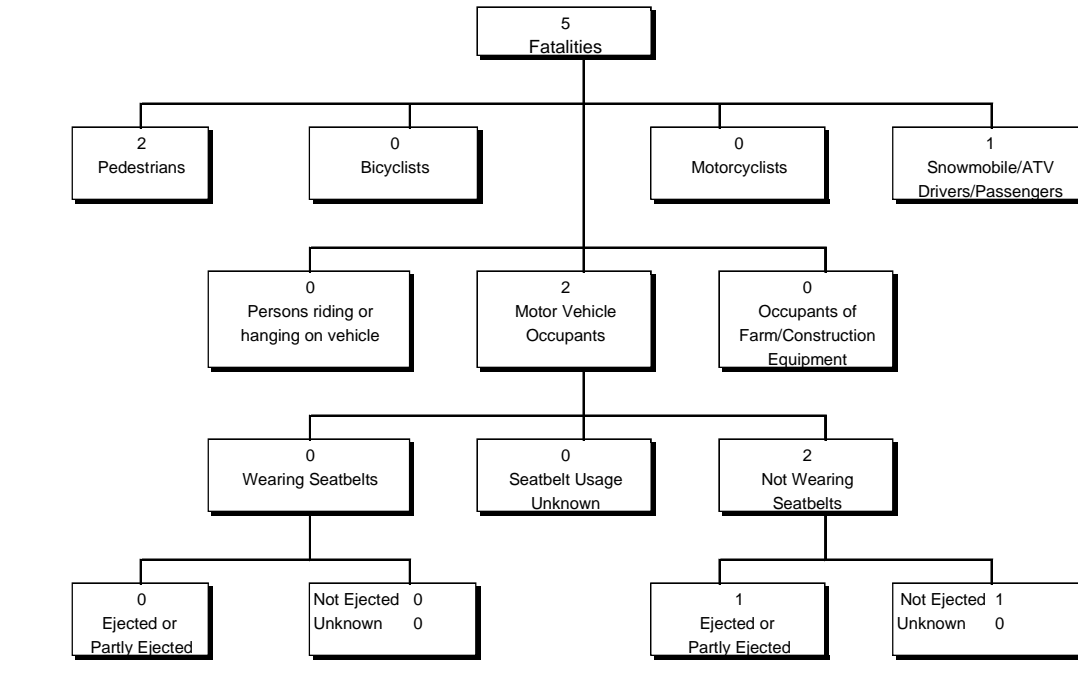 5
Fatalities
2
Pedestrians
0
Bicyclists
0
Motorcyclists
1
Snowmobile/ATV
Drivers/Passengers
0
Persons riding or
hanging on vehicle
2
Motor Vehicle
Occupants
0
Occupants of
Farm/Construction
Equipment
0
Wearing Seatbelts
0
Seatbelt Usage
Unknown
2
Not Wearing
Seatbelts
0
Ejected or
Partly Ejected
Not Ejected 0
Unknown 0
1
Ejected or
Partly Ejected
Not Ejected 1
Unknown 0